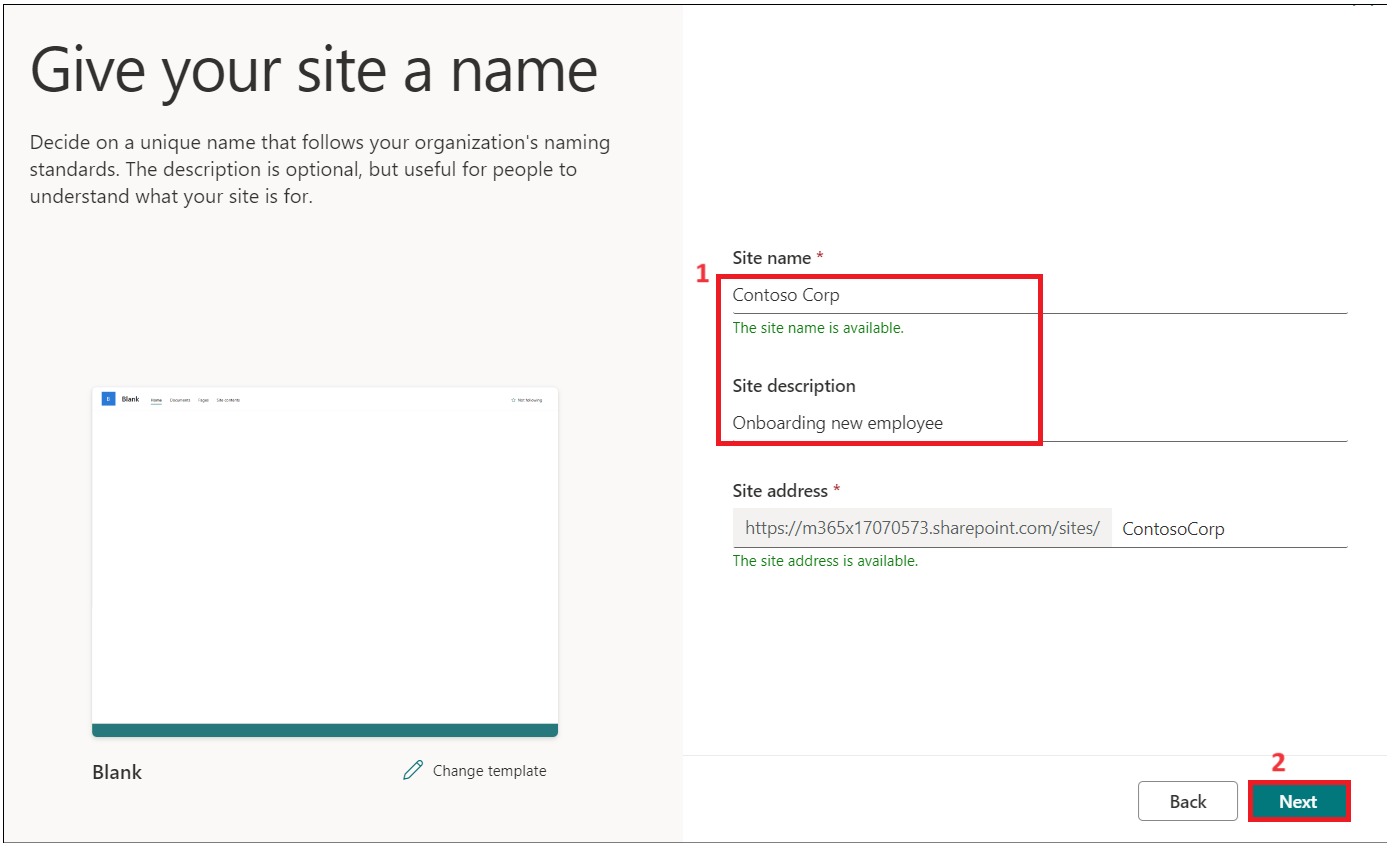 Give your site a name
Decide on a unique name that follows your organization's naming
standards. The description is optional, but useful for people to
understand what your site is for.
B Blank Home Documents Pages Site contents Not following
Blank
Change template
1
Site name *
Contoso Corp
The site name is available.
Site description
Onboarding new employee
Site address *
https://m365x17070573.sharepoint.com/sites/ ContosoCorp
The site address is available.
2
Back
Next